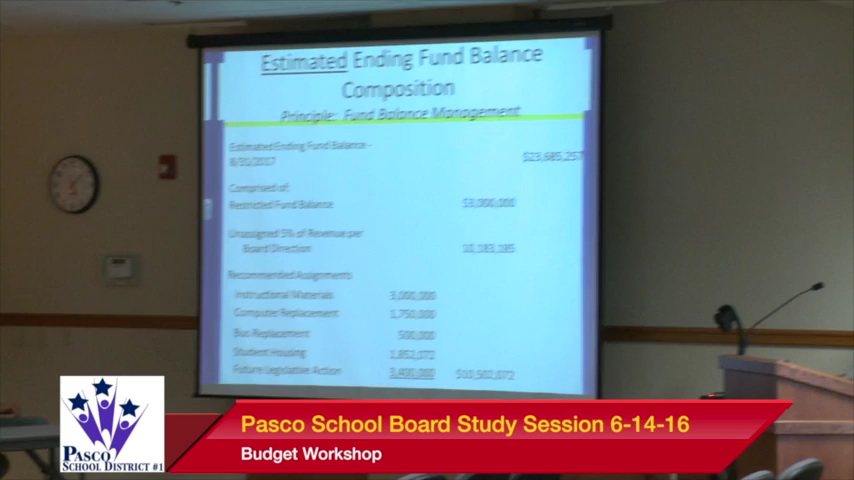 Estimated Ending Fund Balance
Composition
Principle: Fund Balance Management
Estimated Ending Fund Balance -
8/31/2017 $23,685,257
Comprised of:
Restricted Fund Balance $3,000,000
Unassigned 5% of Revenue per
Board Direction 10,183,185
Recommended Assignments
Instructional Materials 3,000,000
Computer Replacement 1,750,000
Bus Replacement 500,000
Student Housing 1,852,072
Future Legislative Action 3,400,000 $10,502,072
Pasco School Board Study Session 6-14-16
Budget Workshop
PASCO
SCHOOL DISTRICT #1